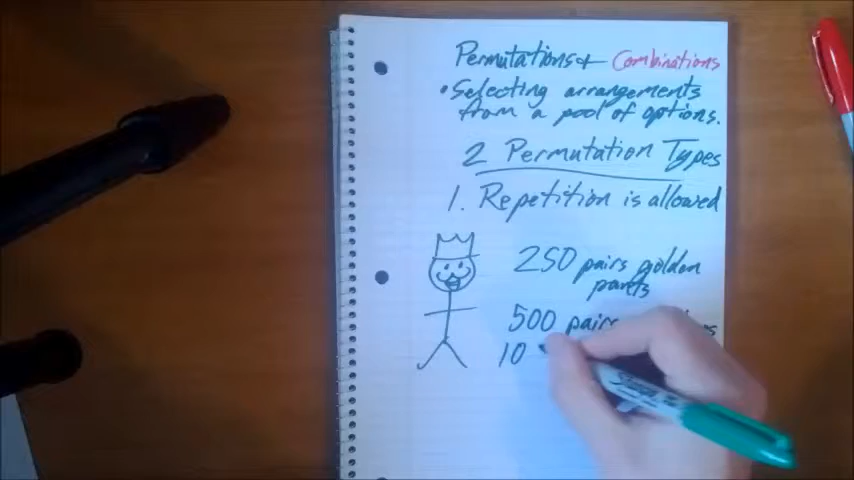 Permutations + Combinations
• Selecting arrangements
from a pool of options.
2 Permutation Types
1. Repetition is allowed
250 pairs golden
pants
500 pairs
10
Sharpie